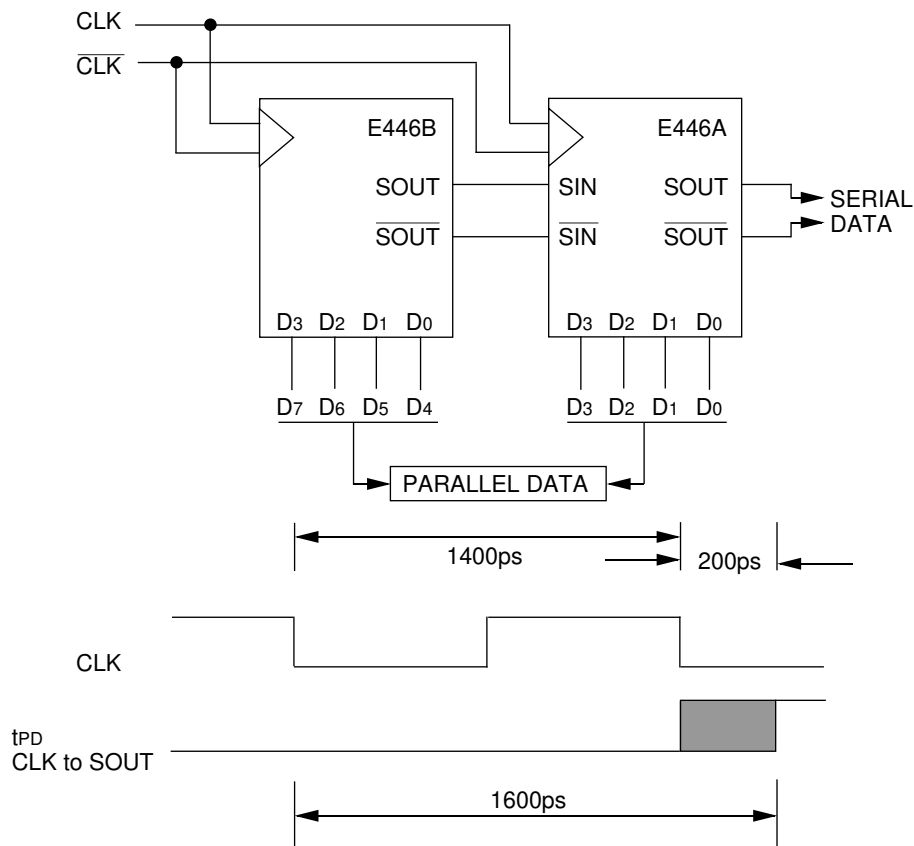 CLK
CLK
E446B
E446A
SOUT
SIN
SOUT
SERIAL
DATA
SOUT
SIN
SOUT
D3 D2 D1 D0
D3 D2 D1 D0
D7 D6 D5 D4
D3 D2 D1 D0
PARALLEL DATA
1400ps
200ps
CLK
tPD
CLK to SOUT
1600ps